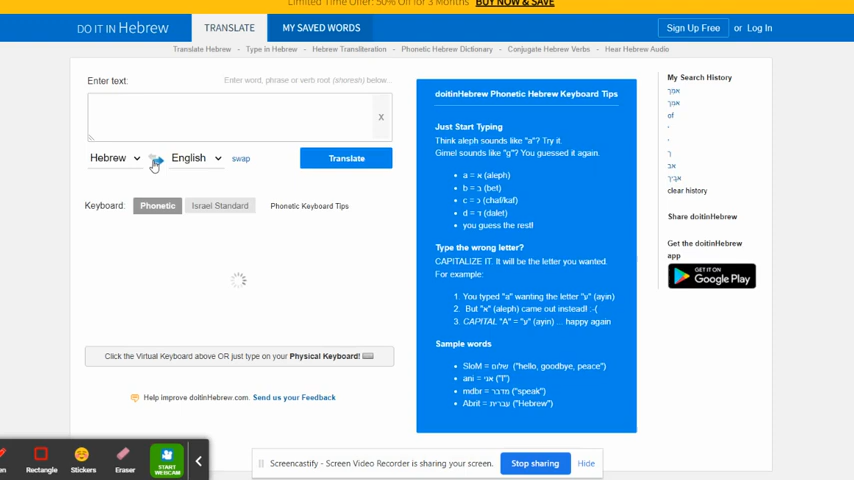 Limited Time Offer: 50% Off for 3 Months BUY NOW & SAVE
DO IT IN HEBREW
TRANSLATE
MY SAVED WORDS
Sign Up Free or Log In
Translate Hebrew - Type in Hebrew - Hebrew Transliteration - Phonetic Hebrew Dictionary - Conjugate Hebrew Verbs - Hear Hebrew Audio
Enter text:
Enter word, phrase or verb root (shoresh) below...
X
Hebrew
English
swap
Translate
Keyboard:
Phonetic
Israel Standard
Phonetic Keyboard Tips
Click the Virtual Keyboard above OR just type on your Physical Keyboard!
Help improve doitinHebrew.com. Send us your Feedback
doitinHebrew Phonetic Hebrew Keyboard Tips
Just Start Typing
Think aleph sounds like "a"? Try it.
Gimel sounds like "g"? You guessed it again.
a = א (aleph)
b = ב (bet)
c = כ (chaf/kaf)
d = ד (dalet)
you guess the rest!
Type the wrong letter?
CAPITALIZE IT. It will be the letter you wanted.
For example:
1. You typed "a" wanting the letter "ע" (ayin)
2. But "א" (aleph) came out instead! :-(
3. CAPITAL "A" = "ע" (ayin) ... happy again
Sample words
SloM = שלום ("hello, goodbye, peace")
ani = אני ("I")
mdbr = מדבר ("speak")
Abrit = עברית ("Hebrew")
My Search History
of
clear history
Share doitinHebrew
Get the doitinHebrew
app
GET IT ON
Google Play
en
Rectangle
Stickers
Eraser
START
WEBCAM
Screencastify - Screen Video Recorder is sharing your screen.
Stop sharing
Hide